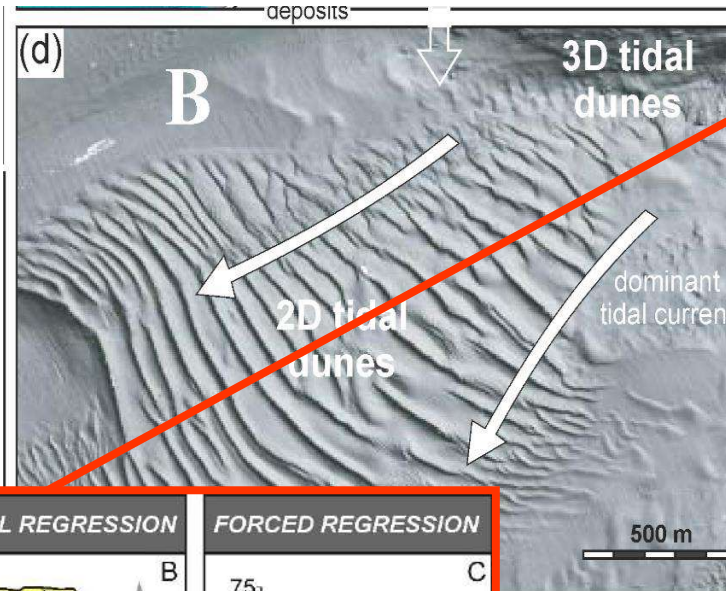 deposits
(d)
B
3D tidal
dunes
dominant
tidal curren
2D tidal
dunes
L REGRESSION
FORCED REGRESSION
500 m
B
C
75